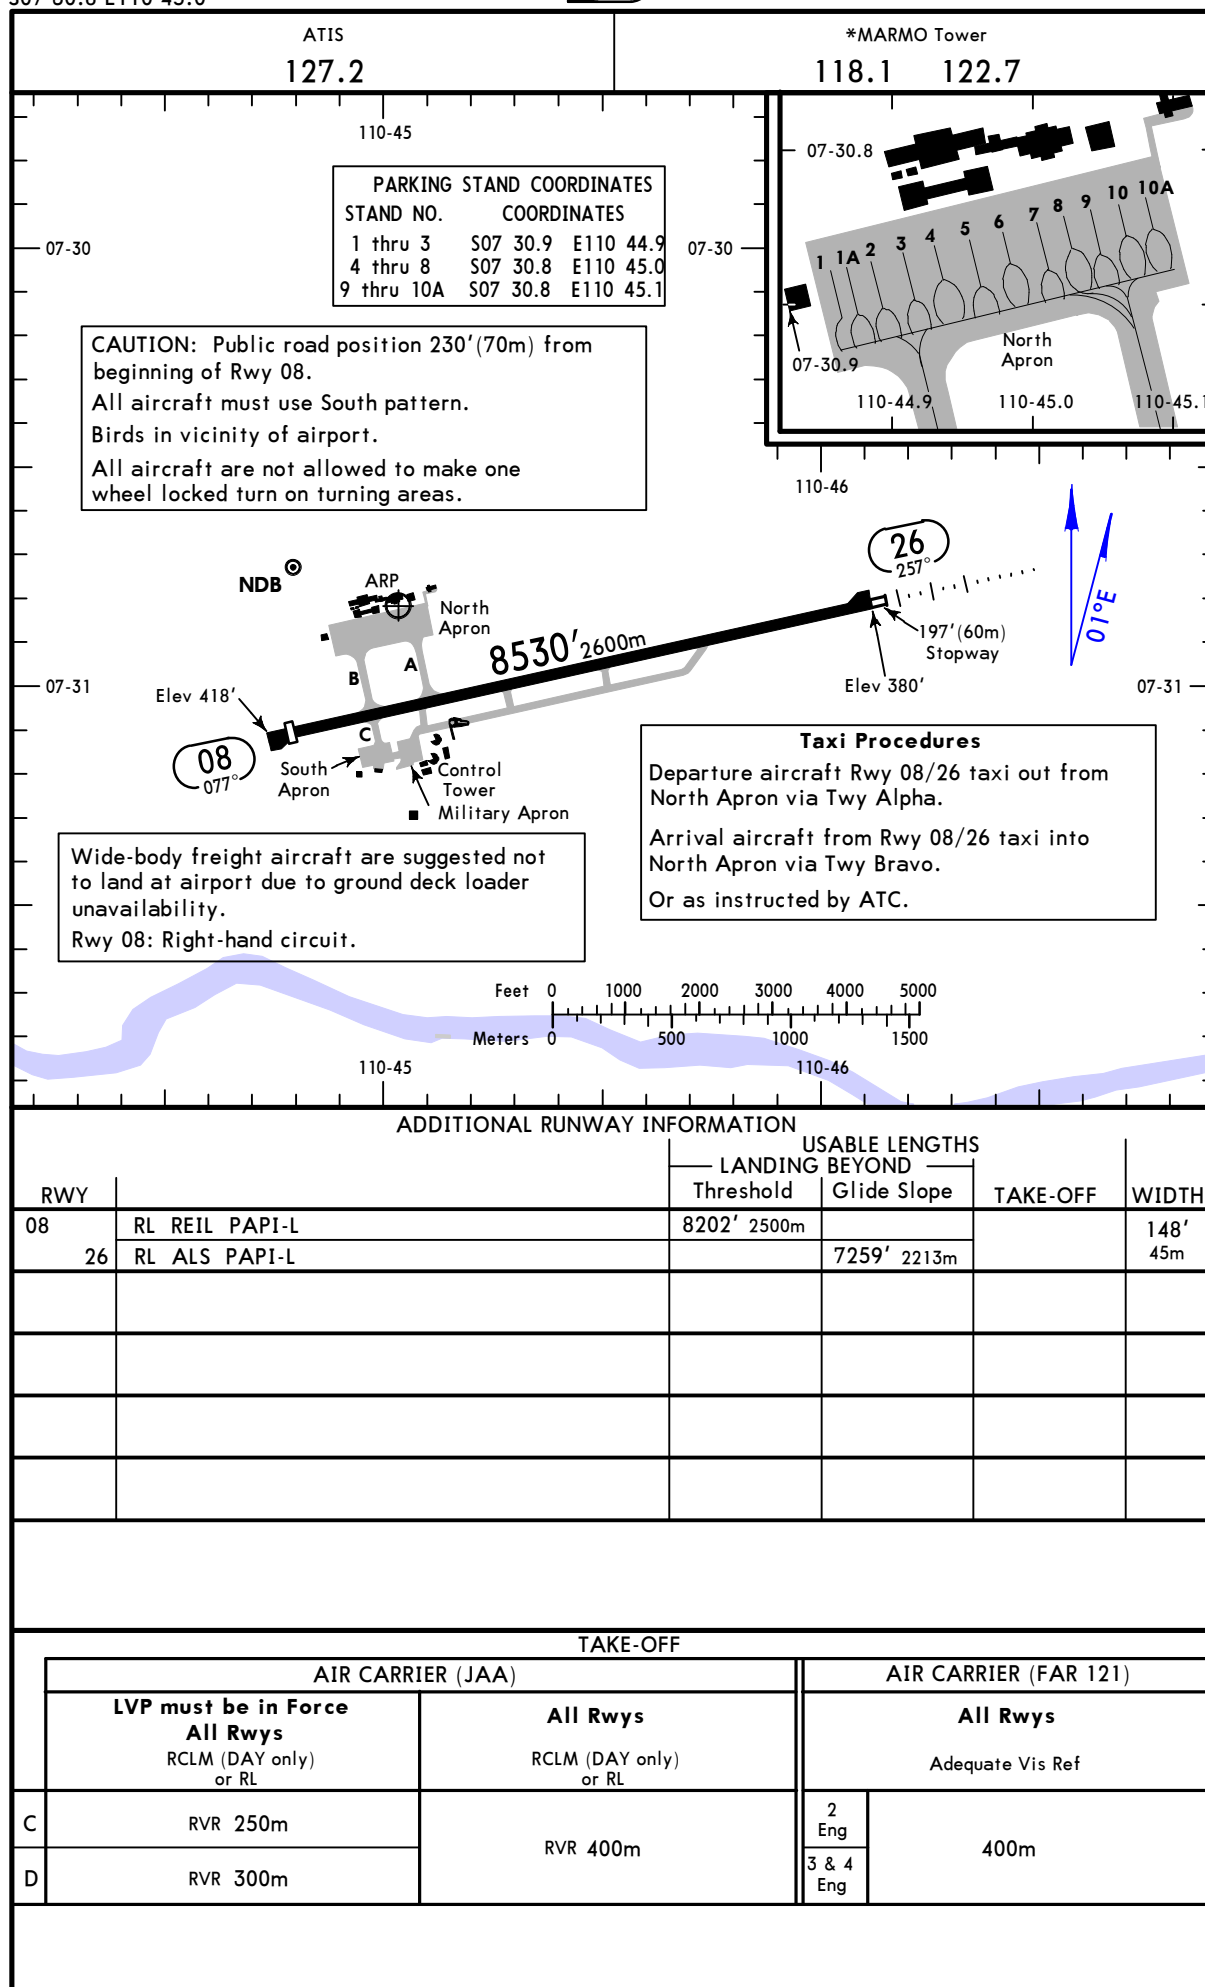 S07 30.8 E110 45.0
ATIS
127.2
*MARMO Tower
118.1 122.7
110-45
PARKING STAND COORDINATES
STAND NO. COORDINATES
1 thru 3 S07 30.9 E110 44.9
4 thru 8 S07 30.8 E110 45.0
9 thru 10A S07 30.8 E110 45.1
07-30
07-30
07-30.8
1 1A 2 3 4 5 6 7 8 9 10 10A
North
Apron
07-30.9
110-44.9 110-45.0 110-45.1
CAUTION: Public road position 230'(70m) from
beginning of Rwy 08.
All aircraft must use South pattern.
Birds in vicinity of airport.
All aircraft are not allowed to make one
wheel locked turn on turning areas.
110-46
26
257°
01°E
NDB
ARP
North
Apron
A
B
C
8530' 2600m
197'(60m)
Stopway
Elev 380'
07-31
07-31
Elev 418'
08
077°
South
Apron
Control
Tower
Military Apron
Taxi Procedures
Departure aircraft Rwy 08/26 taxi out from
North Apron via Twy Alpha.
Arrival aircraft from Rwy 08/26 taxi into
North Apron via Twy Bravo.
Or as instructed by ATC.
Wide-body freight aircraft are suggested not
to land at airport due to ground deck loader
unavailability.
Rwy 08: Right-hand circuit.
Feet 0 1000 2000 3000 4000 5000
Meters 0 500 1000 1500
110-45
110-46
ADDITIONAL RUNWAY INFORMATION
USABLE LENGTHS
LANDING BEYOND
RWY Threshold Glide Slope TAKE-OFF WIDTH
08 RL REIL PAPI-L 8202' 2500m 148'
26 RL ALS PAPI-L 7259' 2213m 45m
TAKE-OFF
AIR CARRIER (JAA) AIR CARRIER (FAR 121)
LVP must be in Force
All Rwys
RCLM (DAY only)
or RL
All Rwys
RCLM (DAY only)
or RL
All Rwys
Adequate Vis Ref
C RVR 250m
D RVR 300m
RVR 400m
2
Eng
3 & 4
Eng
400m